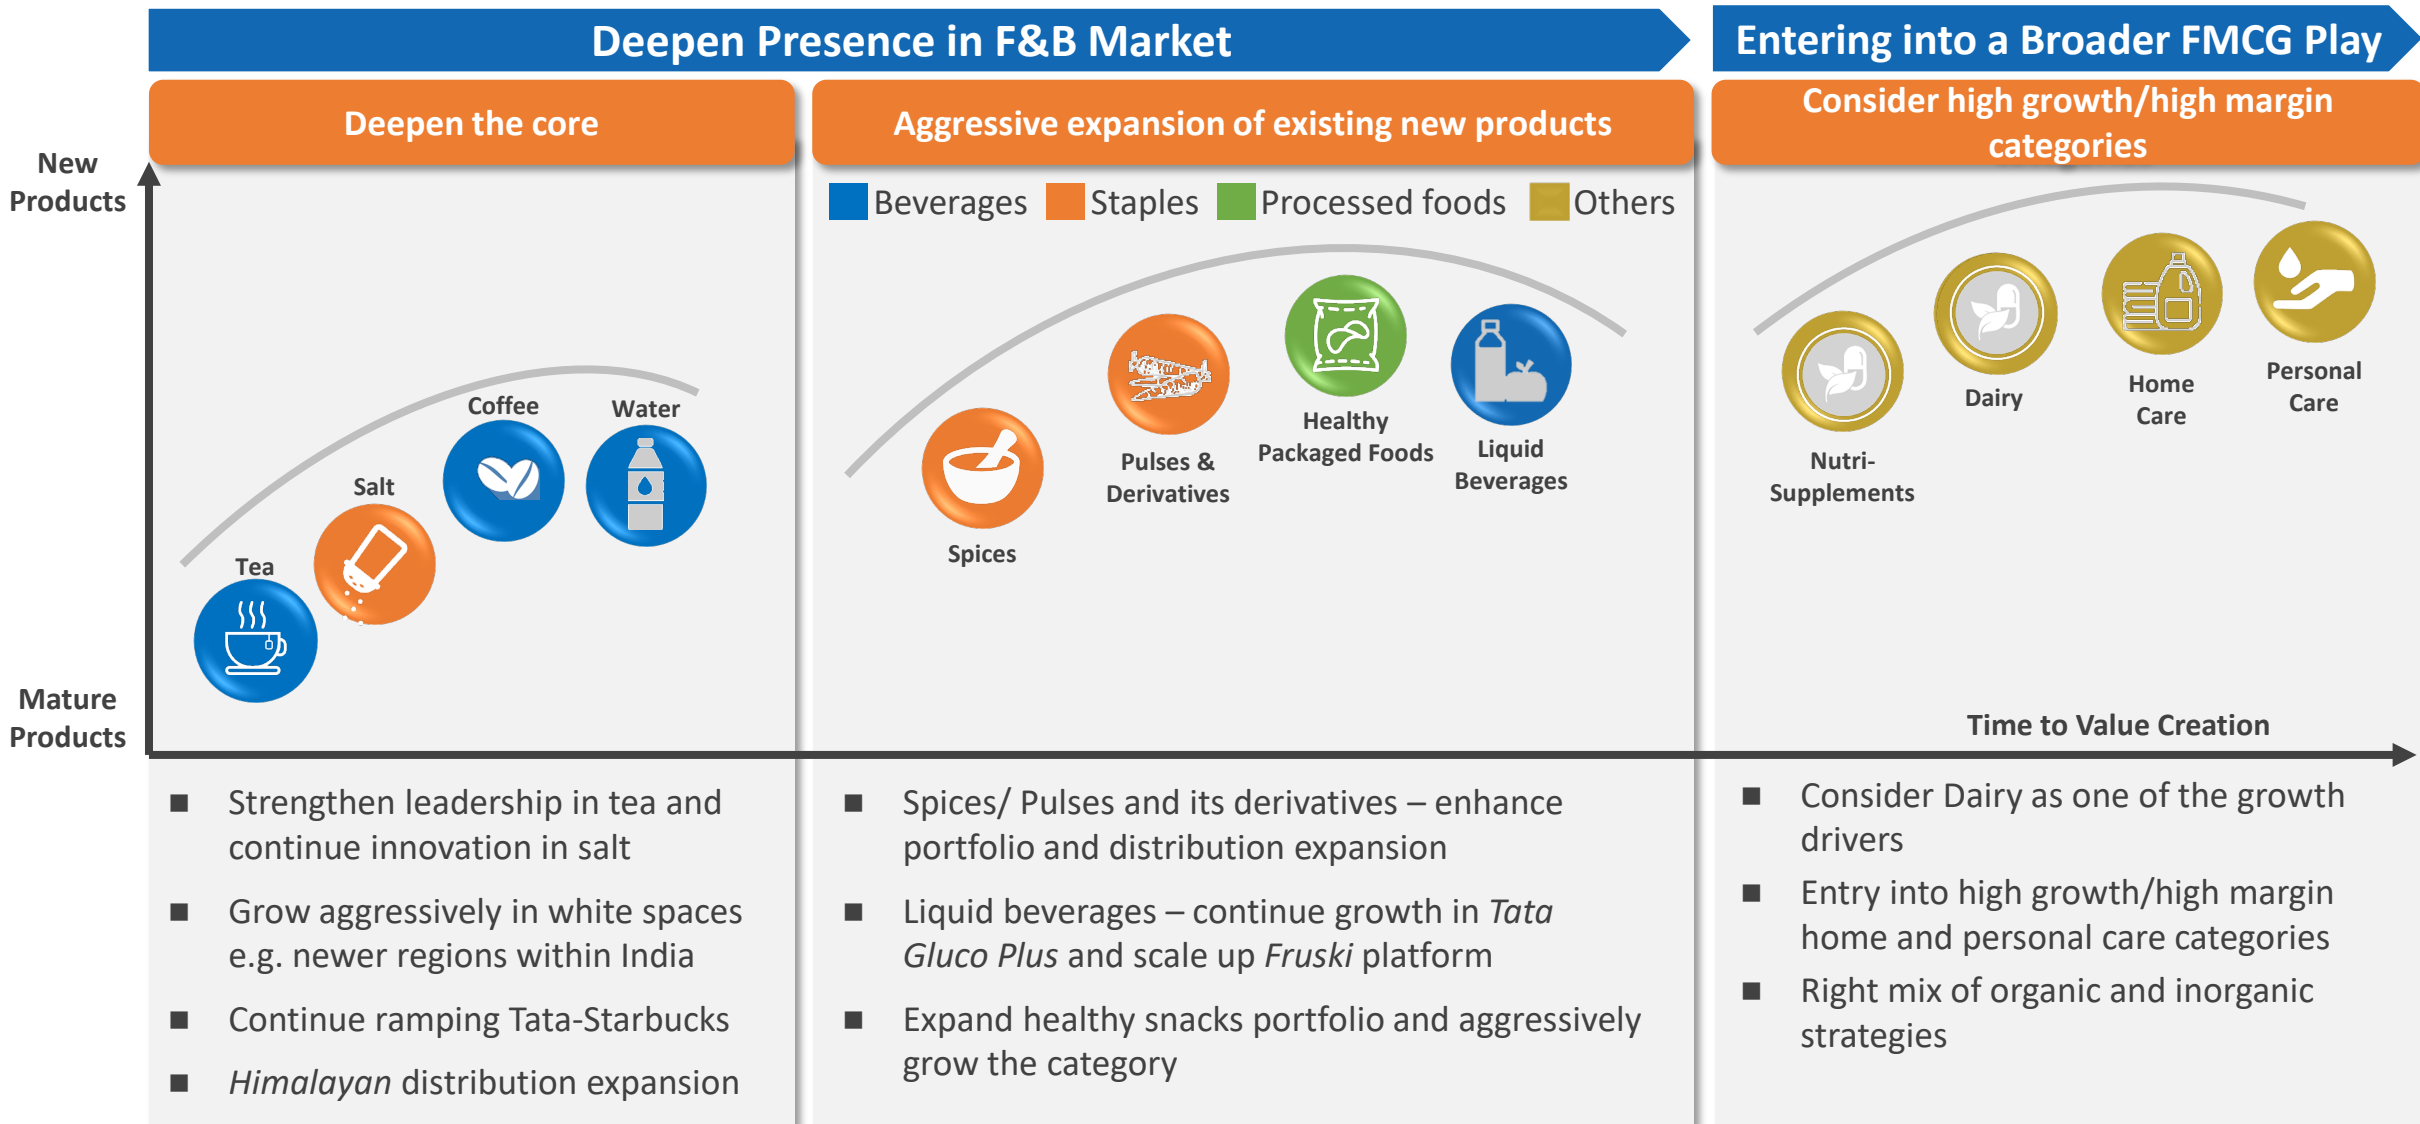 Deepen Presence in F&B Market
Entering into a Broader FMCG Play
Deepen the core
Aggressive expansion of existing new products
Consider high growth/high margin
categories
New
Products
Beverages
Staples
Processed foods
Others
Tea
Salt
Coffee
Water
Spices
Pulses &
Derivatives
Healthy
Packaged Foods
Liquid
Beverages
Nutri-
Supplements
Dairy
Home
Care
Personal
Care
Mature
Products
Time to Value Creation
■ Strengthen leadership in tea and
continue innovation in salt
■ Grow aggressively in white spaces
e.g. newer regions within India
■ Continue ramping Tata-Starbucks
■ Himalayan distribution expansion
■ Spices/ Pulses and its derivatives – enhance
portfolio and distribution expansion
■ Liquid beverages – continue growth in Tata
Gluco Plus and scale up Fruski platform
■ Expand healthy snacks portfolio and aggressively
grow the category
■ Consider Dairy as one of the growth
drivers
■ Entry into high growth/high margin
home and personal care categories
■ Right mix of organic and inorganic
strategies